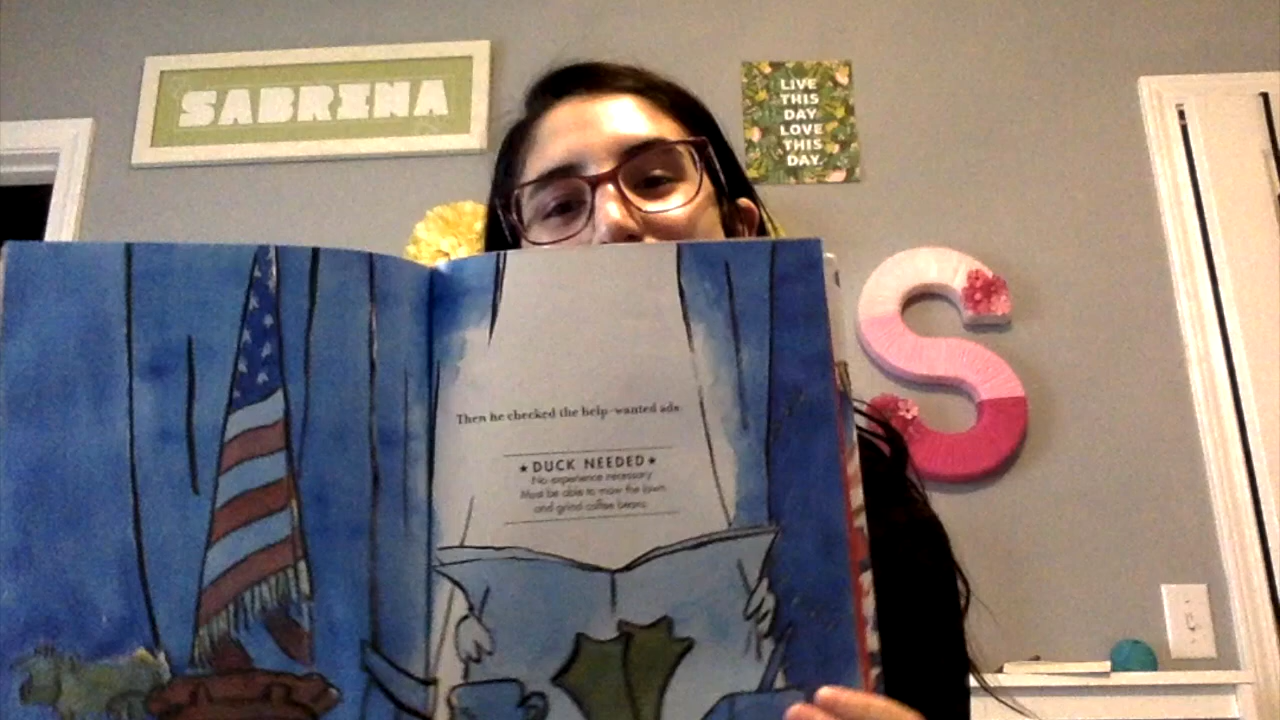 SABRINA
LIVE
THIS
DAY
LOVE
THIS
DAY.
Then he checked the help-wanted ads.
★DUCK NEEDED★
No experience necessary.
Must be able to mow the lawn
and grind coffee beans.
S